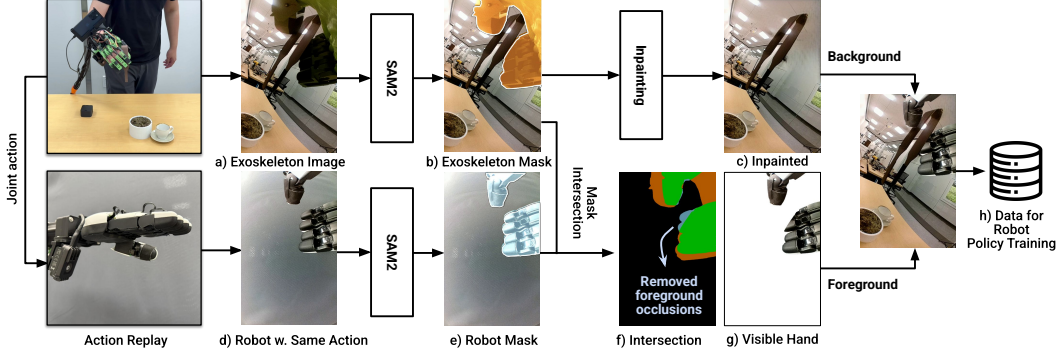 Joint action
a) Exoskeleton Image
SAM2
b) Exoskeleton Mask
Inpainting
c) Inpainted
Background
Action Replay
d) Robot w. Same Action
SAM2
e) Robot Mask
Mask
Intersection
Removed
foreground
occlusions
f) Intersection
g) Visible Hand
Foreground
h) Data for
Robot
Policy Training